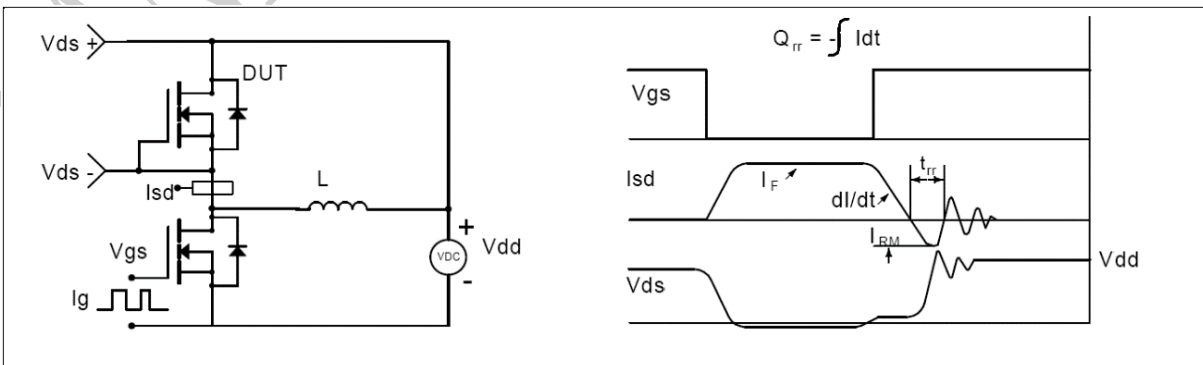 Vds +
DUT
Vds -
Isd
L
Vgs
Ig
+
VDC
-
Vdd
Q rr = -∫ Idt
Vgs
Isd
I F
dI/dt
t rr
I RM
Vdd
Vds